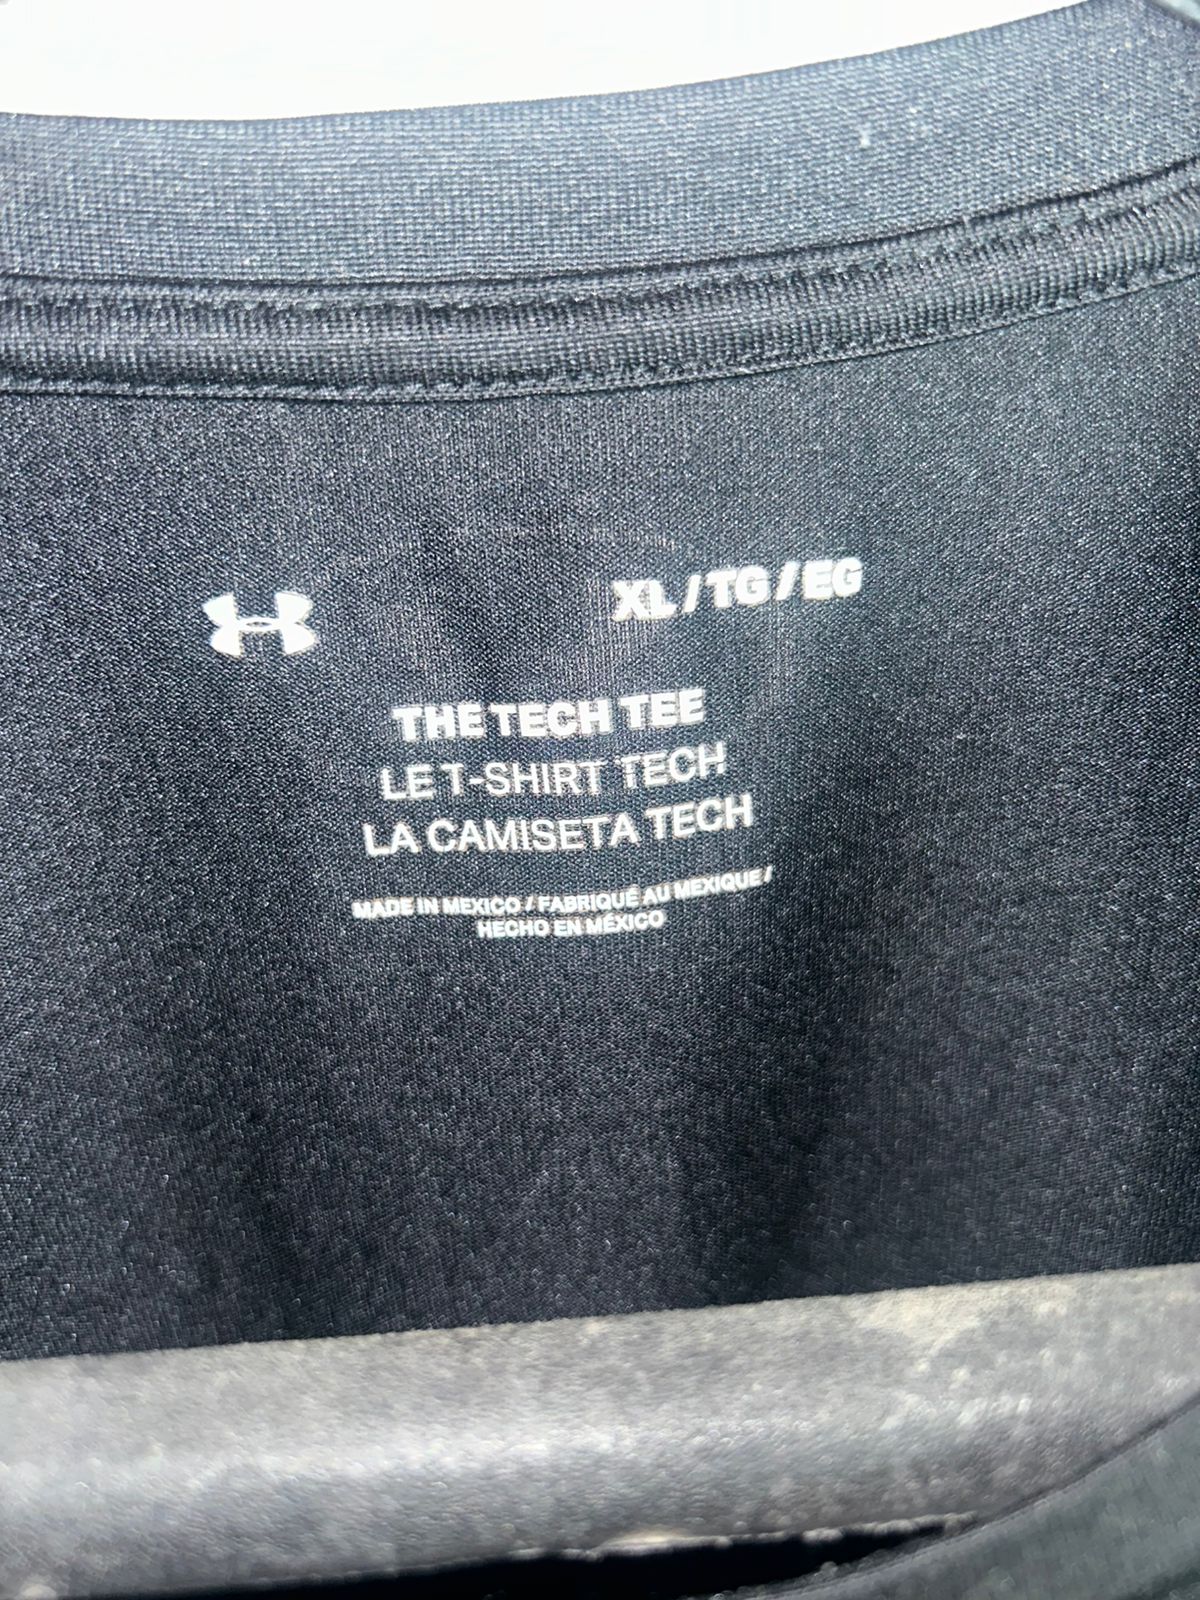 XL/TG/EG
THE TECH TEE
LE T-SHIRT TECH
LA CAMISETA TECH
MADE IN MEXICO / FABRIQUÉ AU MEXIQUE /
HECHO EN MÉXICO